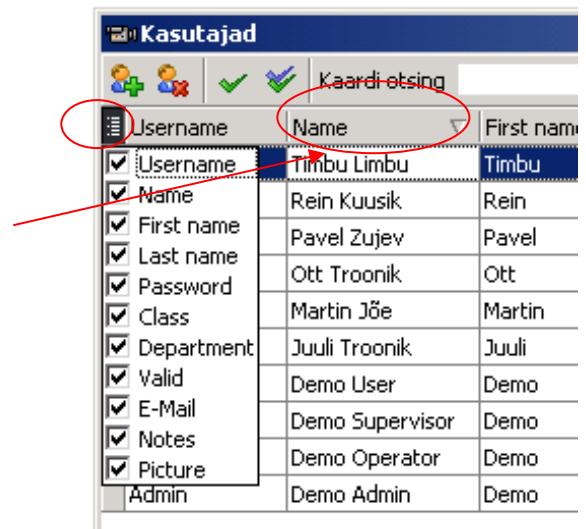 Kasutajad
Kaardi otsing
Username Name First name
Username Timbu Limbu Timbu
Name Rein Kuusik Rein
First name Pavel Zujev Pavel
Last name Ott Troonik Ott
Password Martin Jõe Martin
Class Juuli Troonik Juuli
Department Demo User Demo
Valid Demo Supervisor Demo
E-Mail Demo Operator Demo
Notes
Picture
Admin Demo Admin Demo